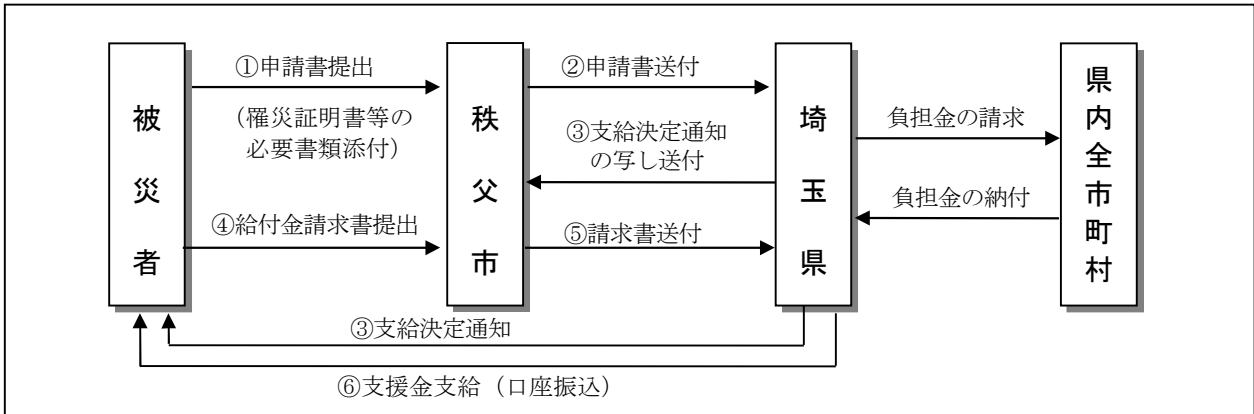 被災者
①申請書提出
（罹災証明書等の
必要書類添付）
④給付金請求書提出
秩父市
②申請書送付
③支給決定通知
の写し送付
⑤請求書送付
埼玉県
負担金の請求
負担金の納付
県内全市町村
③支給決定通知
⑥支援金支給（口座振込）